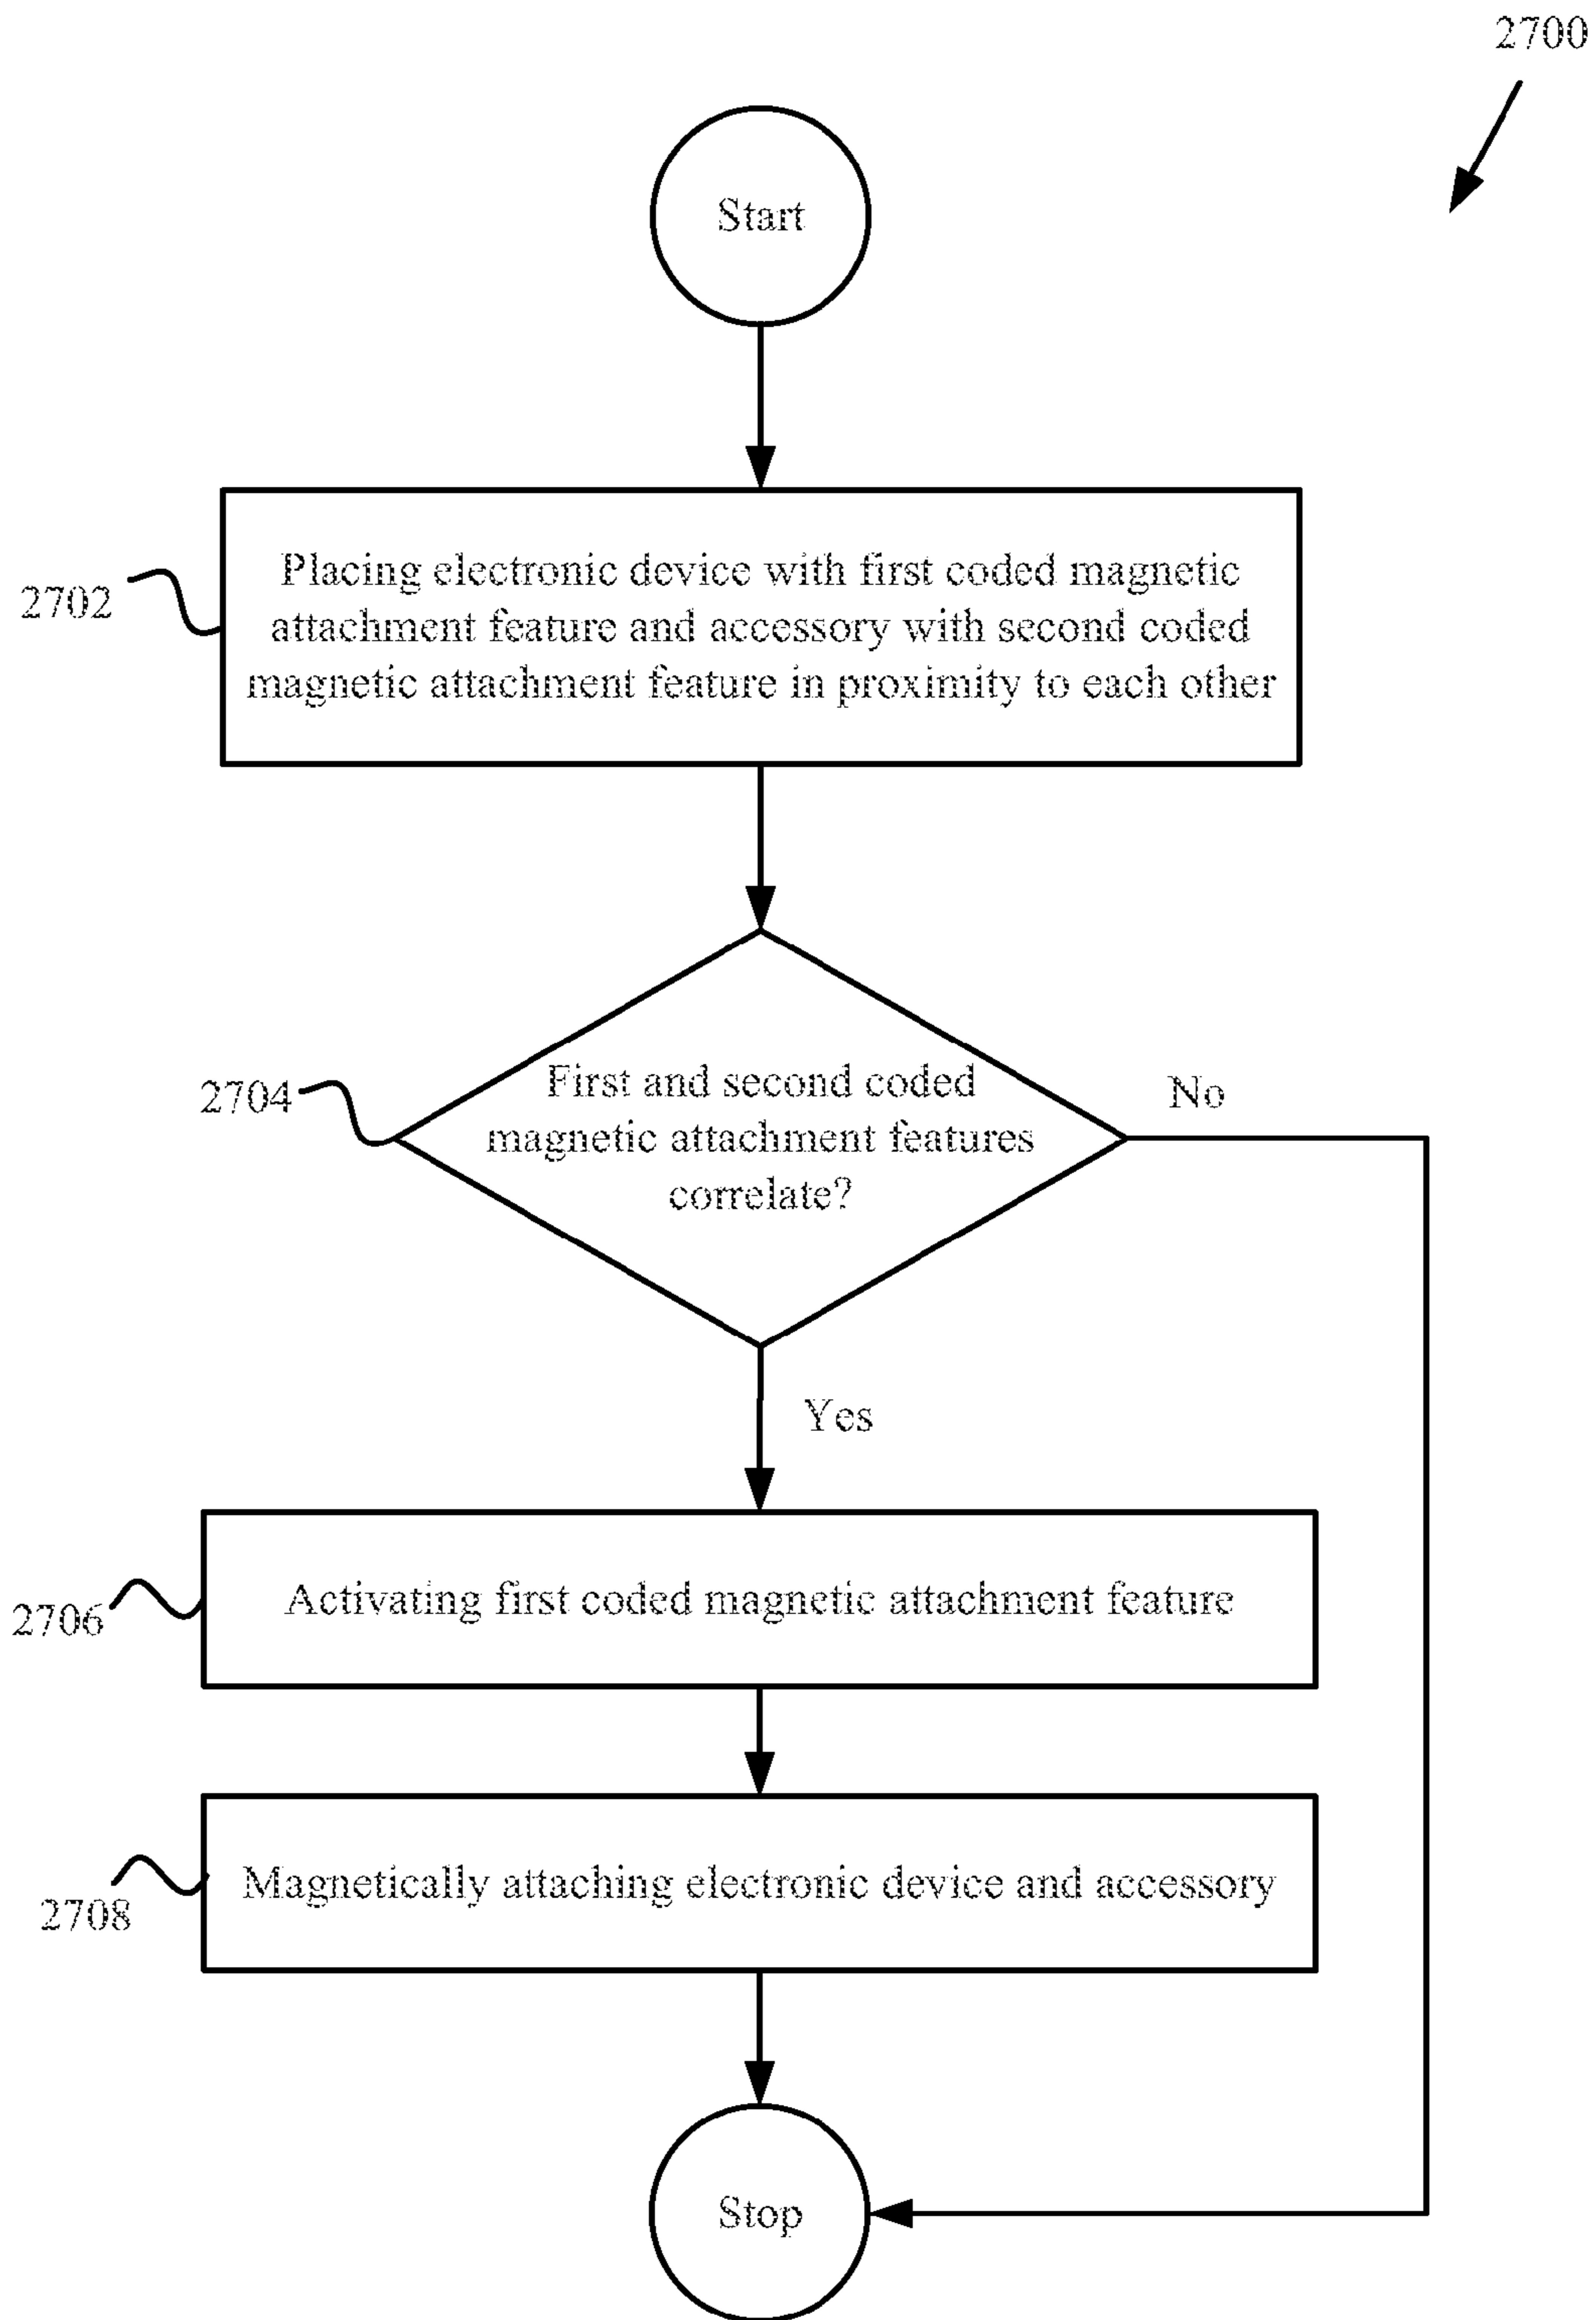 2700
Start
2702
Placing electronic device with first coded magnetic
attachment feature and accessory with second coded
magnetic attachment feature in proximity to each other
2704
First and second coded
magnetic attachment features
correlate?
No
Yes
2706
Activating first coded magnetic attachment feature
2708
Magnetically attaching electronic device and accessory
Stop